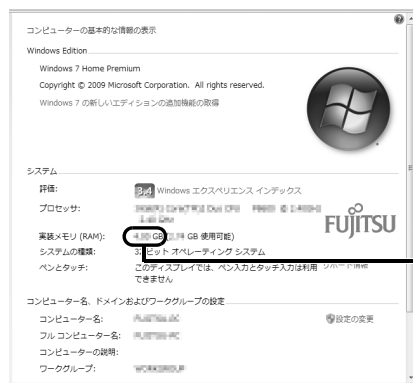 コンピューターの基本的な情報の表示
Windows Edition
Windows 7 Home Premium
Copyright © 2009 Microsoft Corporation. All rights reserved.
Windows 7 の新しいエディションの追加機能の取得
システム
評価:
Windows エクスペリエンス インデックス
プロセッサ:
FUJITSU
実装メモリ (RAM):
GB
GB 使用可能)
システムの種類:
ビット オペレーティング システム
ペンとタッチ:
このディスプレイでは、ペン入力とタッチ入力は利用できません
コンピューター名、ドメインおよびワークグループの設定
コンピューター名:
設定の変更
フル コンピューター名:
コンピューターの説明:
ワークグループ: